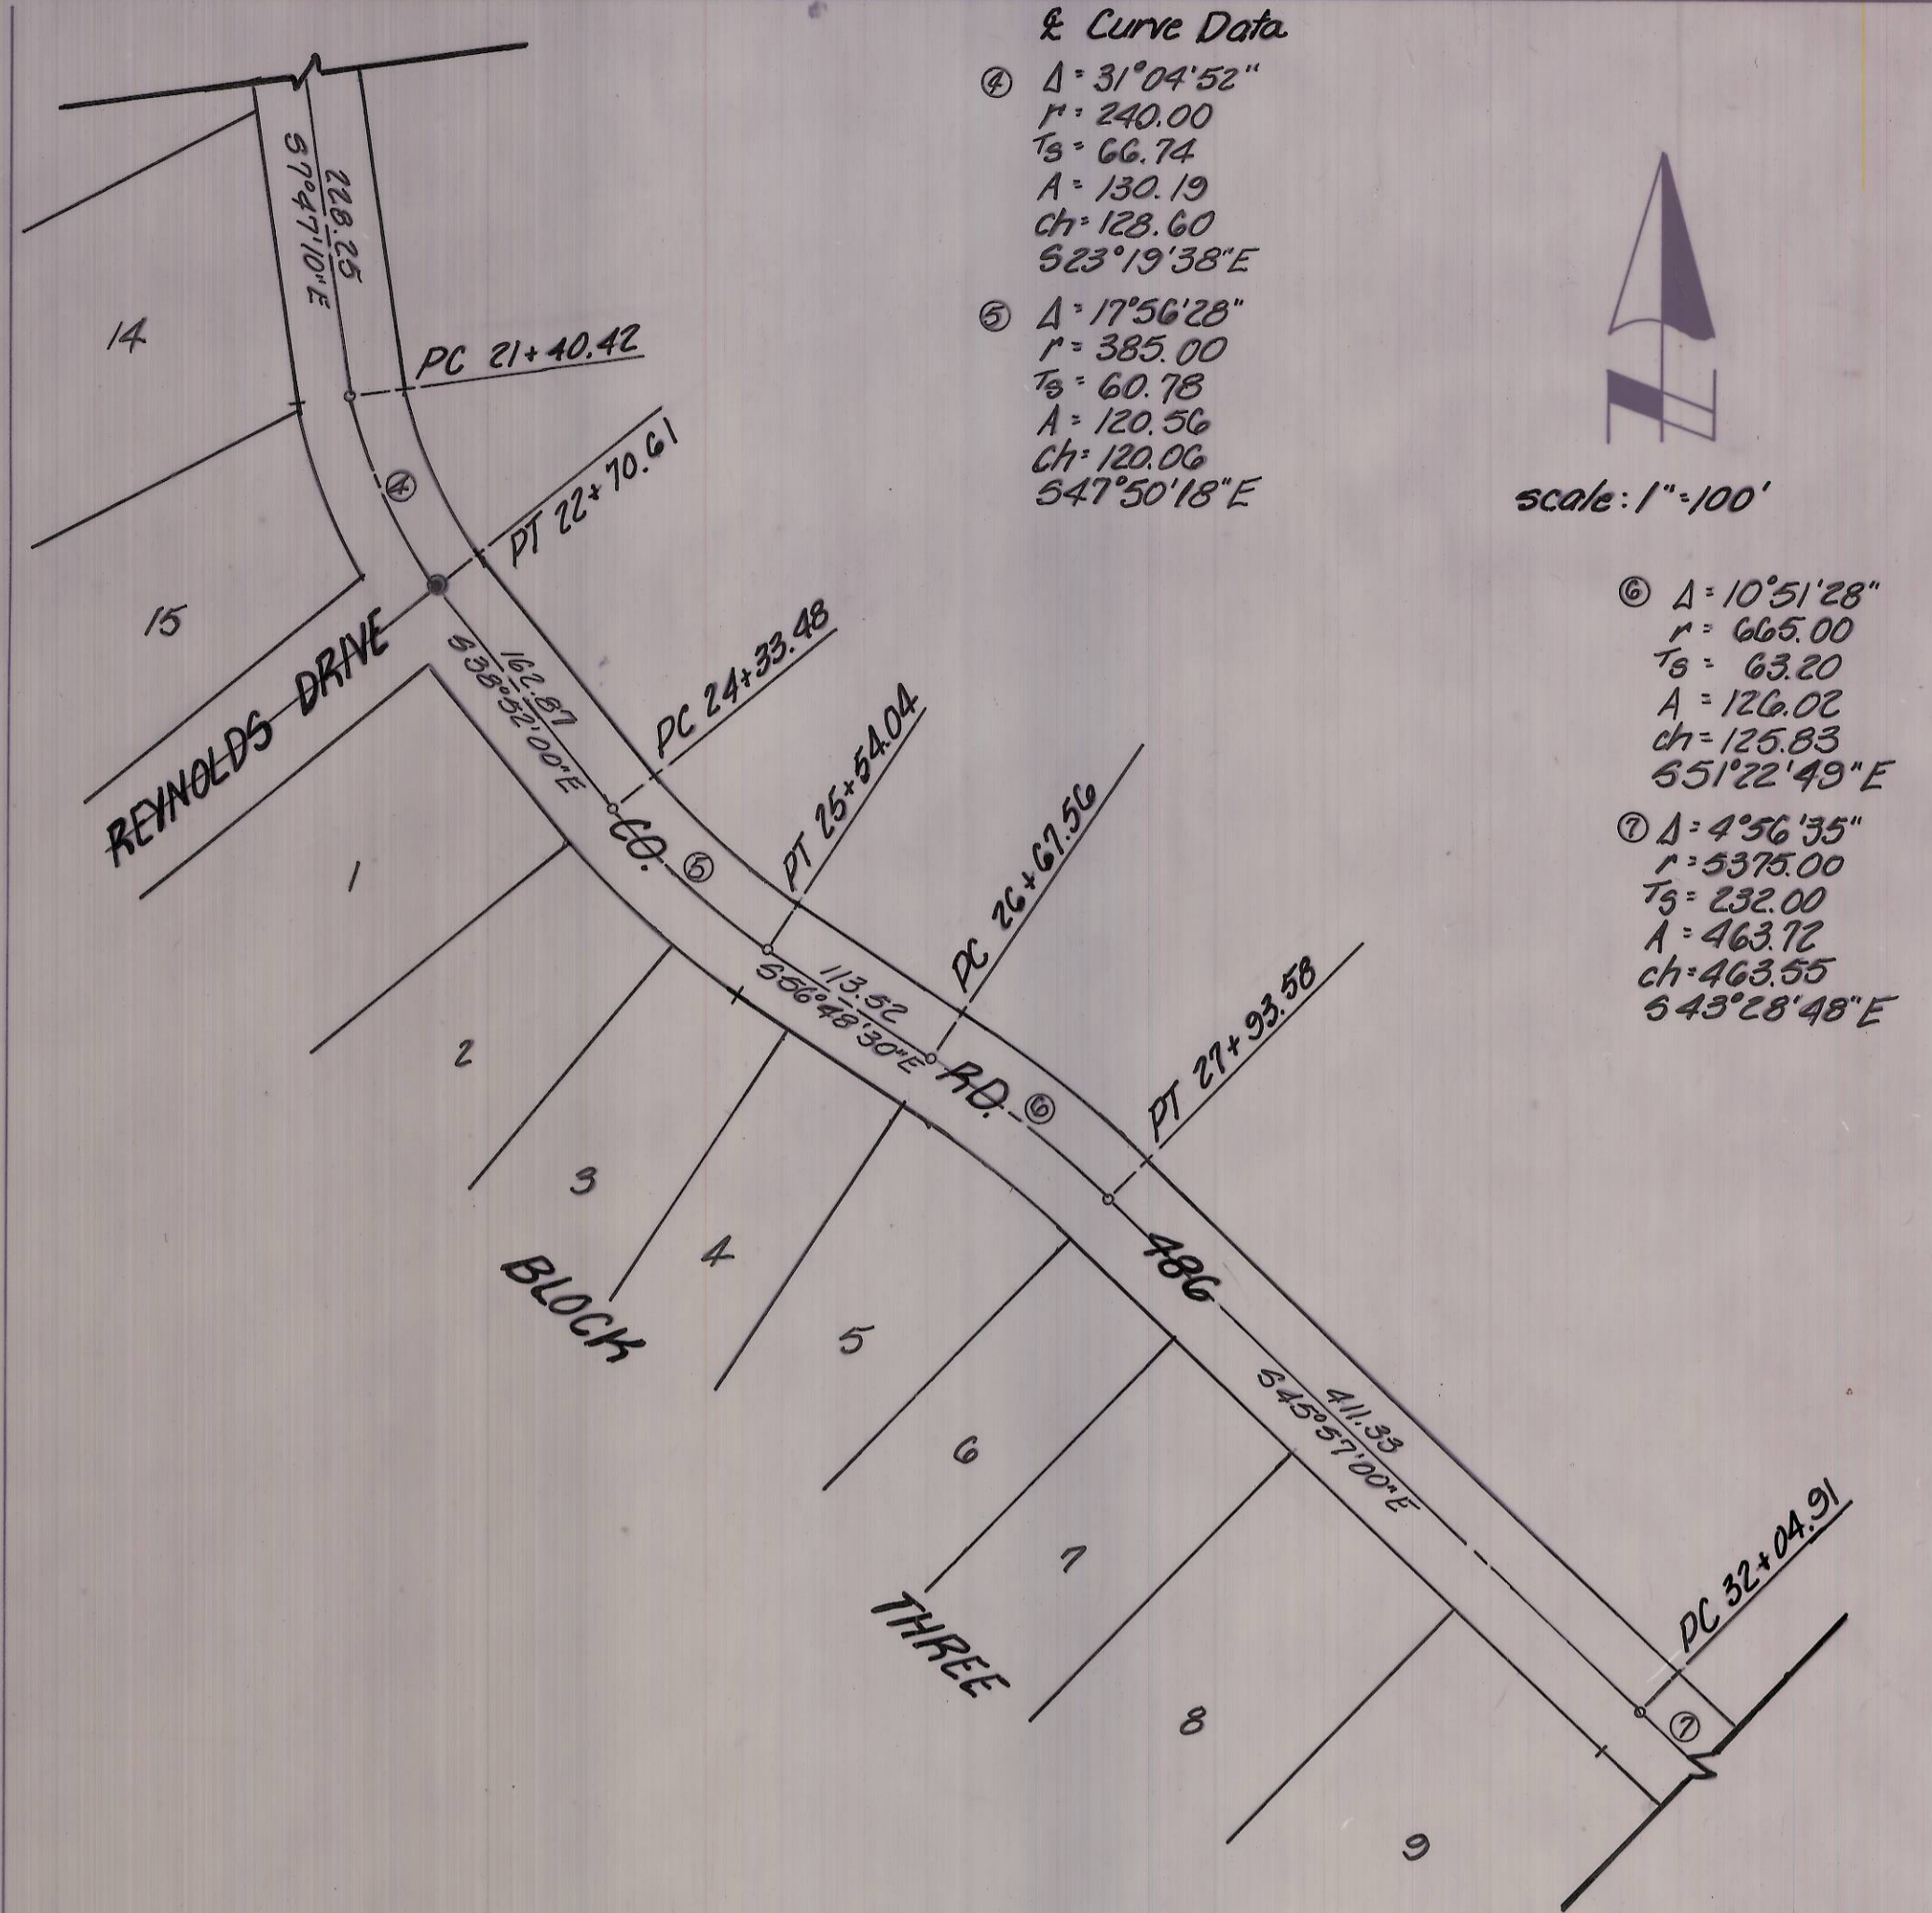 ℄ Curve Data
④ Δ = 31°04'52"
r = 240.00
Ts = 66.74
A = 130.19
ch = 128.60
S23°19'38"E
⑤ Δ = 17°56'28"
r = 385.00
Ts = 60.78
A = 120.56
ch = 120.06
S47°50'18"E
scale: 1"=100'
⑥ Δ = 10°51'28"
r = 665.00
Ts = 63.20
A = 126.02
ch = 125.83
S51°22'49"E
⑦ Δ = 4°56'35"
r = 5375.00
Ts = 232.00
A = 463.72
ch = 463.55
S43°28'48"E
228.25
S7°47'10"E
14
PC 21+40.42
④
PT 22+70.61
15
REYNOLDS DRIVE
162.87
S38°52'00"E
PC 24+33.48
CO.
⑤
PT 25+54.04
1
113.52
S56°48'30"E
PC 26+67.56
RD.
⑥
PT 27+93.58
2
3
4
BLOCK
5
486
411.33
S45°57'00"E
6
7
THREE
PC 32+04.91
⑦
8
9
N